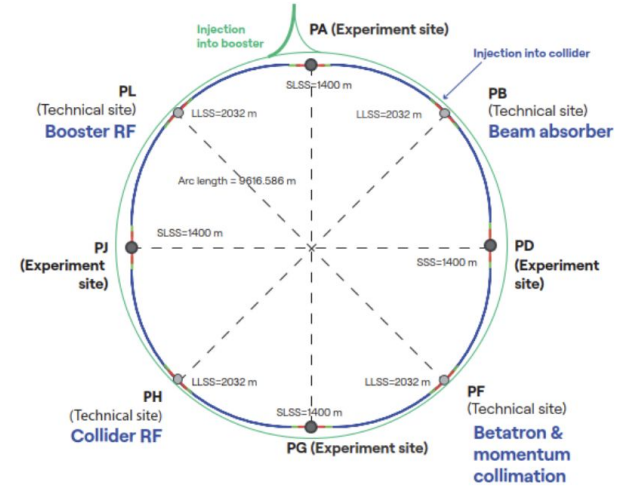 Injection
into booster
PA (Experiment site)
Injection into collider
SLSS=1400 m
PL
(Technical site)
Booster RF
LLSS=2032 m
LLSS=2032 m
PB
(Technical site)
Beam absorber
Arc length = 9616.586 m
SLSS=1400 m
PJ
(Experiment
site)
SSS=1400 m
PD
(Experiment
site)
LLSS=2032 m
LLSS=2032 m
PH
(Technical site)
Collider RF
SLSS=1400 m
PG (Experiment site)
PF
(Technical site)
Betatron &
momentum
collimation